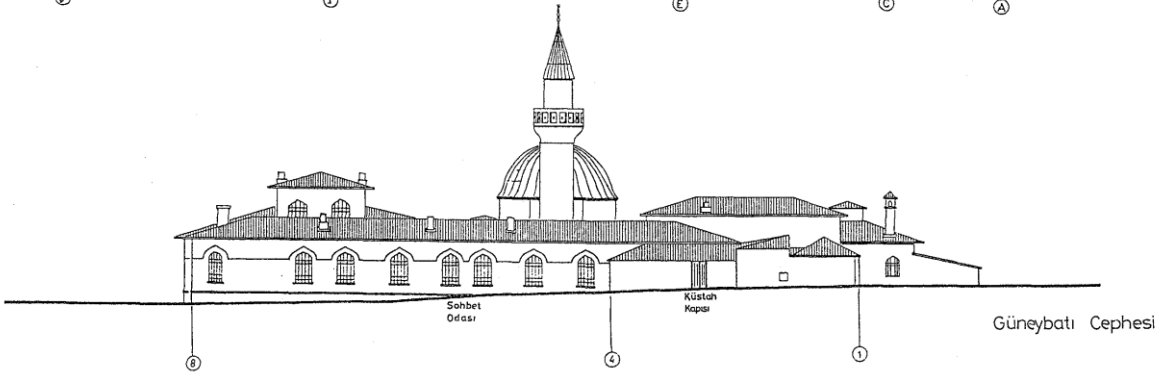 E
C
A
Sohbet
Odası
Küstah
Kapısı
Güneybatı Cephesi
8
4
1